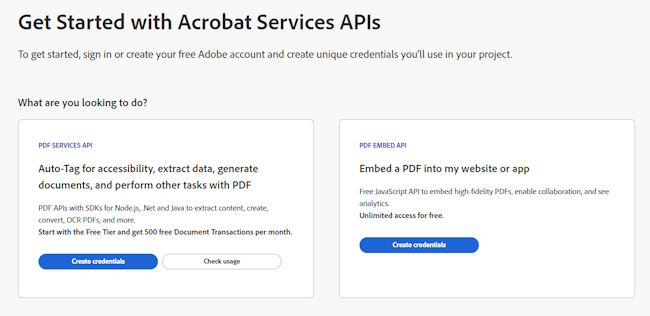 Get Started with Acrobat Services APIs
To get started, sign in or create your free Adobe account and create unique credentials you'll use in your project.
What are you looking to do?
PDF SERVICES API
Auto-Tag for accessibility, extract data, generate
documents, and perform other tasks with PDF
PDF APIs with SDKs for Node.js, .Net and Java to extract content, create,
convert, OCR PDFs, and more.
Start with the Free Tier and get 500 free Document Transactions per month.
Create credentials
Check usage
PDF EMBED API
Embed a PDF into my website or app
Free JavaScript API to embed high-fidelity PDFs, enable collaboration, and see
analytics.
Unlimited access for free.
Create credentials